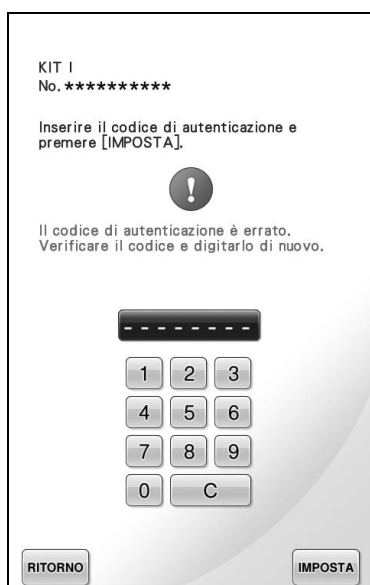 KIT I
No. **********
Inserire il codice di autenticazione e
premere [IMPOSTA].
!
Il codice di autenticazione è errato.
Verificare il codice e digitarlo di nuovo.
- - - - - - - -
1 2 3
4 5 6
7 8 9
0 C
RITORNO IMPOSTA